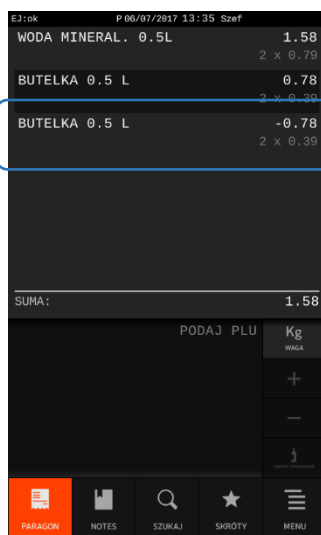 EJ:ok P 06/07/2017 13:35 Szef
WODA MINERAL. 0.5L 1.58
2 x 0.79
BUTELKA 0.5 L 0.78
2 x 0.39
BUTELKA 0.5 L -0.78
2 x 0.39
SUMA: 1.58
PODAJ PLU Kg
WAGA
+
−
PARAGON NOTES SZUKAJ SKRÓTY MENU